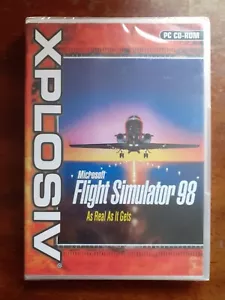 PC CD-ROM
XPLOSIV
Microsoft
Flight Simulator 98
As Real As It Gets